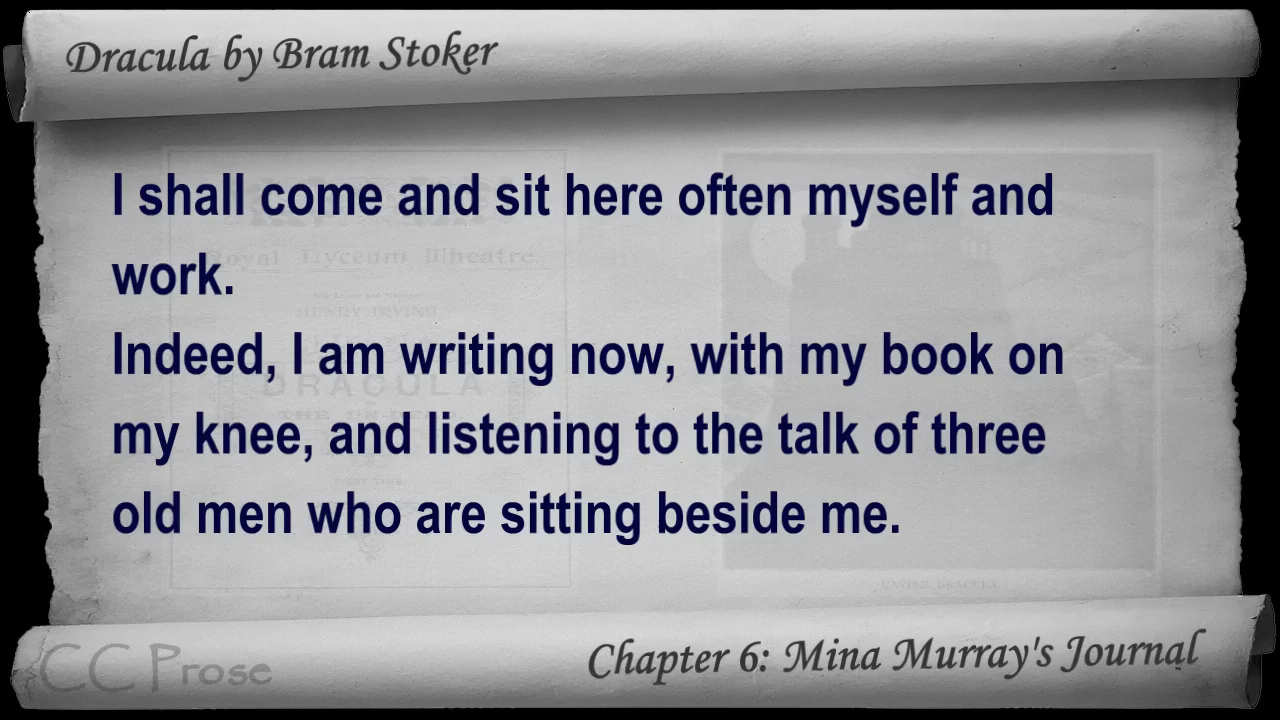 Dracula by Bram Stoker
I shall come and sit here often myself and
work.
Royal Lyceum Theatre
HENRY IRVING
Indeed, I am writing now, with my book on
DRACULA
my knee, and listening to the talk of three
old men who are sitting beside me.
CC Prose
Chapter 6: Mina Murray's Journal